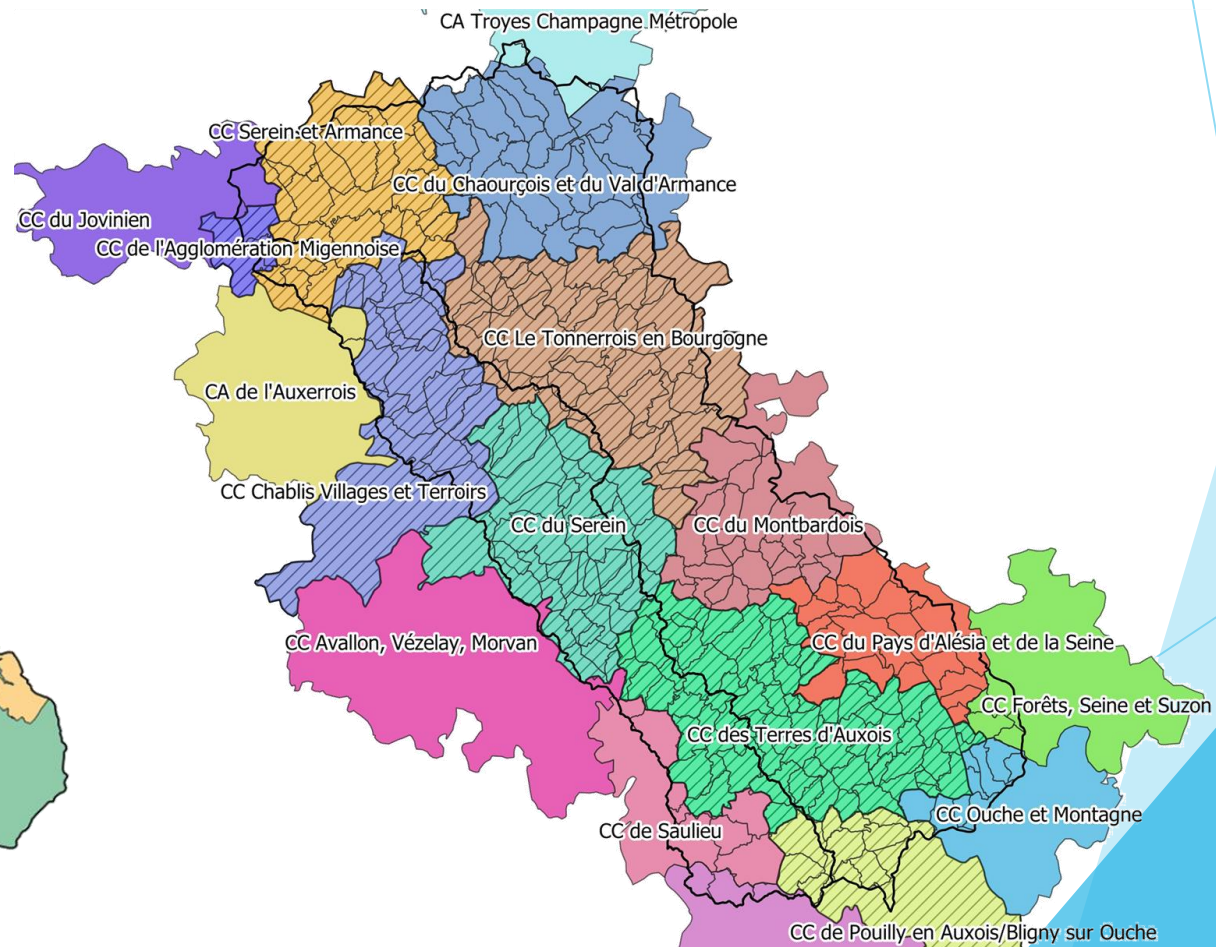 CA Troyes Champagne Métropole
CC Serein et Armance
CC du Chaourçois et du Val d'Armance
CC du Jovinien
CC de l'Agglomération Migennoise
CC Le Tonnerrois en Bourgogne
CA de l'Auxerrois
CC Chablis Villages et Terroirs
CC du Serein
CC du Montbardois
CC Avallon, Vézelay, Morvan
CC du Pays d'Alésia et de la Seine
CC Forêts, Seine et Suzon
CC des Terres d'Auxois
CC Ouche et Montagne
CC de Saulieu
CC de Pouilly en Auxois/Bligny sur Ouche